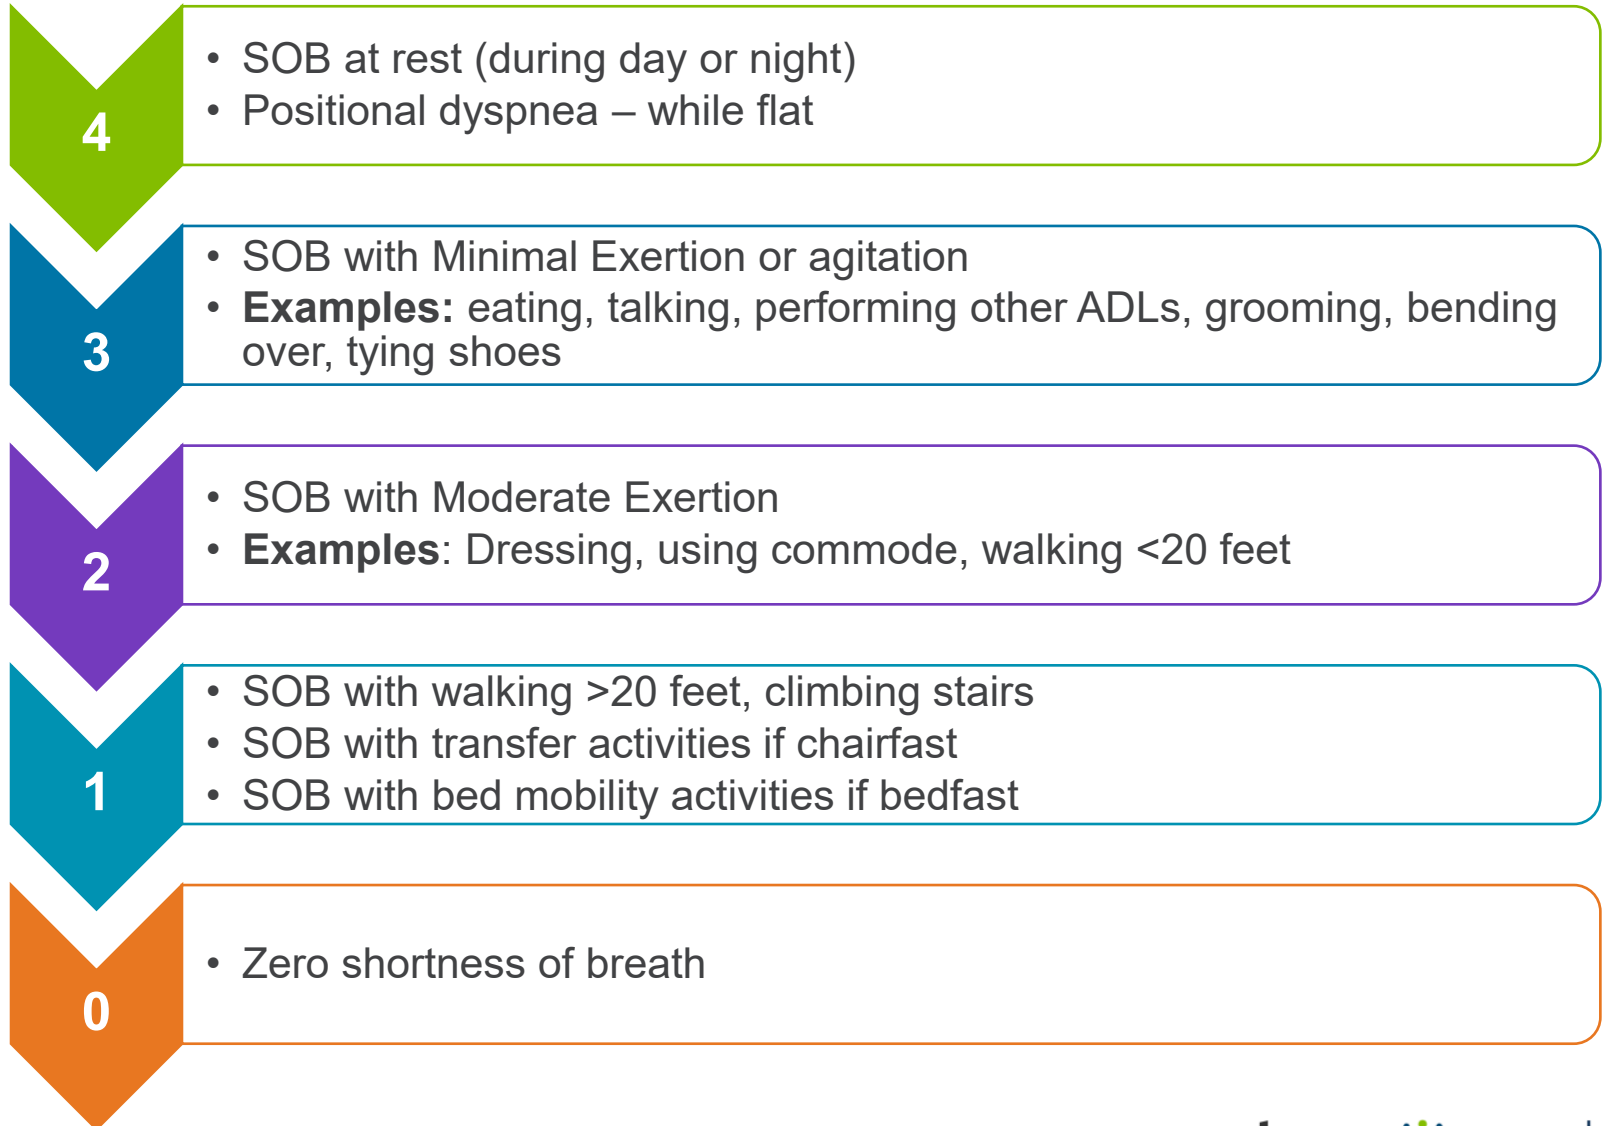 4
• SOB at rest (during day or night)
• Positional dyspnea – while flat
3
• SOB with Minimal Exertion or agitation
• Examples: eating, talking, performing other ADLs, grooming, bending
over, tying shoes
2
• SOB with Moderate Exertion
• Examples: Dressing, using commode, walking <20 feet
1
• SOB with walking >20 feet, climbing stairs
• SOB with transfer activities if chairfast
• SOB with bed mobility activities if bedfast
0
• Zero shortness of breath